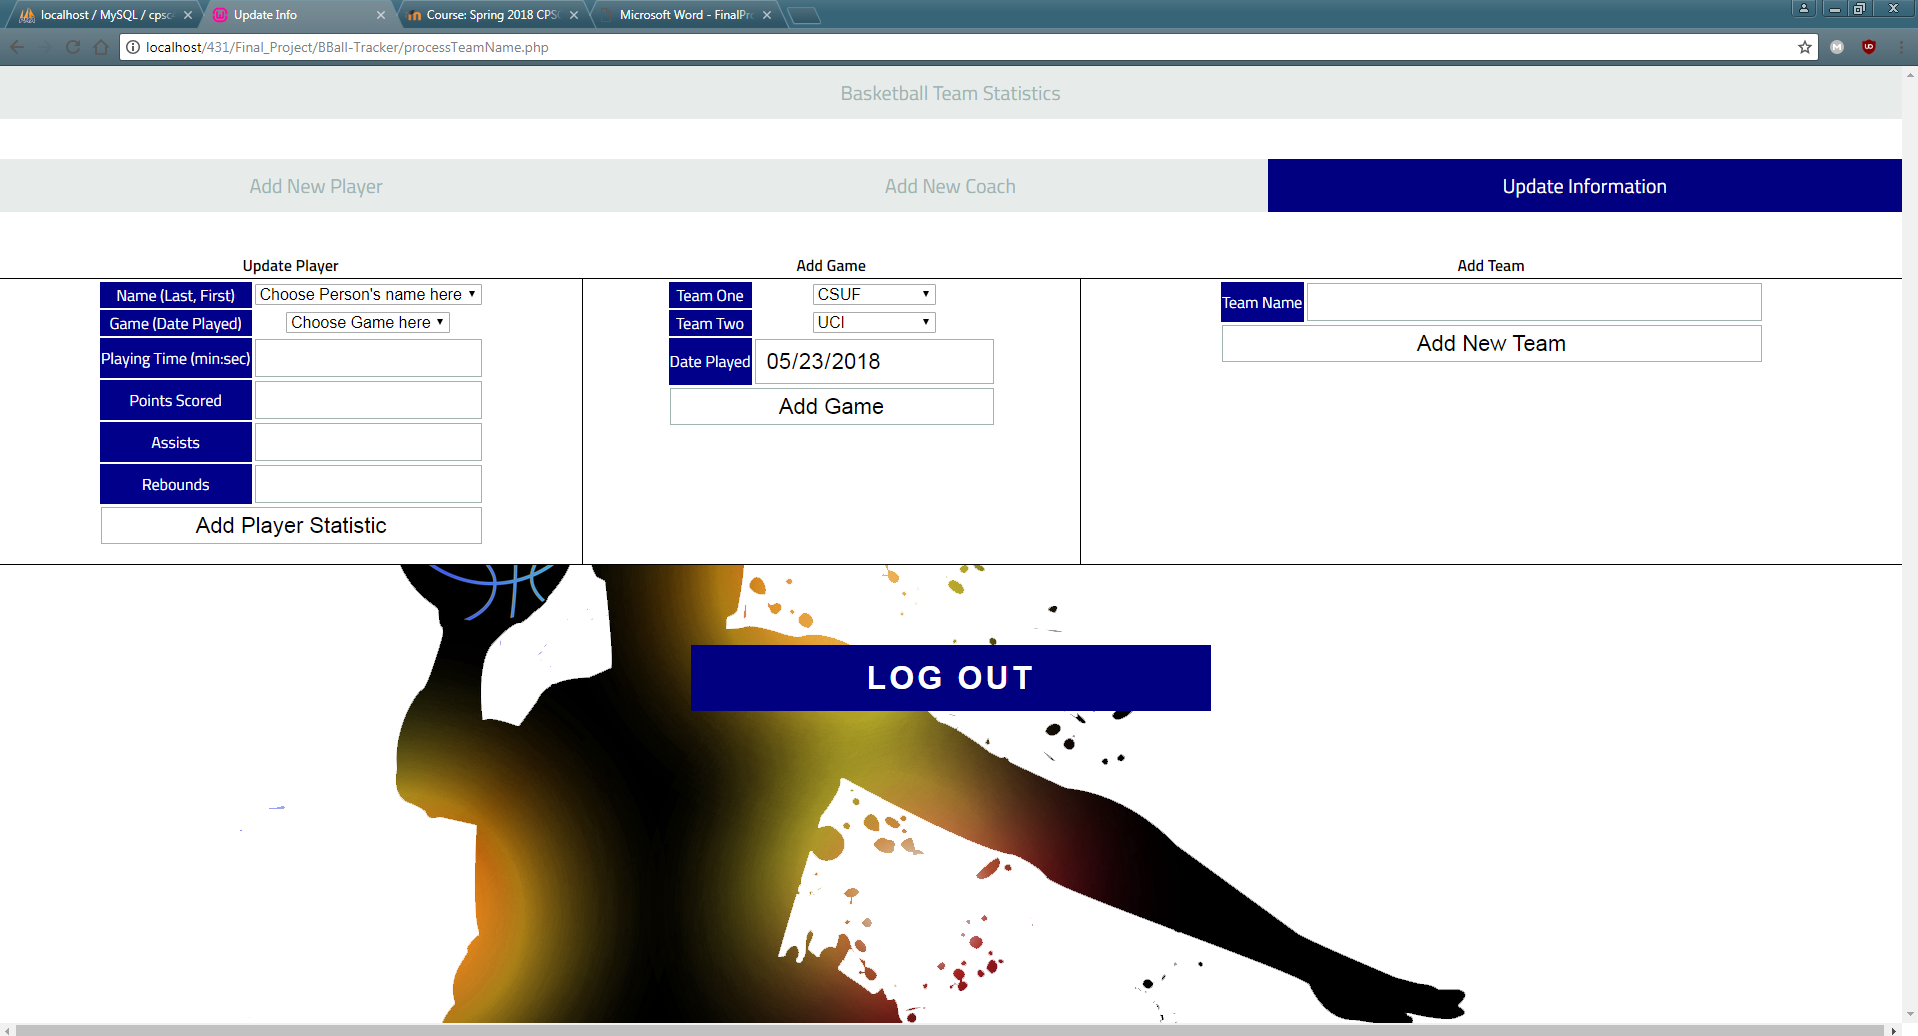 localhost / MySQL / cpsc
Update Info
Course: Spring 2018 CPS
Microsoft Word - FinalPr
localhost/431/Final_Project/BBall-Tracker/processTeamName.php
Basketball Team Statistics
Add New Player
Add New Coach
Update Information
Update Player
Name (Last, First) Choose Person's name here
Game (Date Played) Choose Game here
Playing Time (min:sec)
Points Scored
Assists
Rebounds
Add Player Statistic
Add Game
Team One CSUF
Team Two UCI
Date Played 05/23/2018
Add Game
Add Team
Team Name
Add New Team
LOG OUT